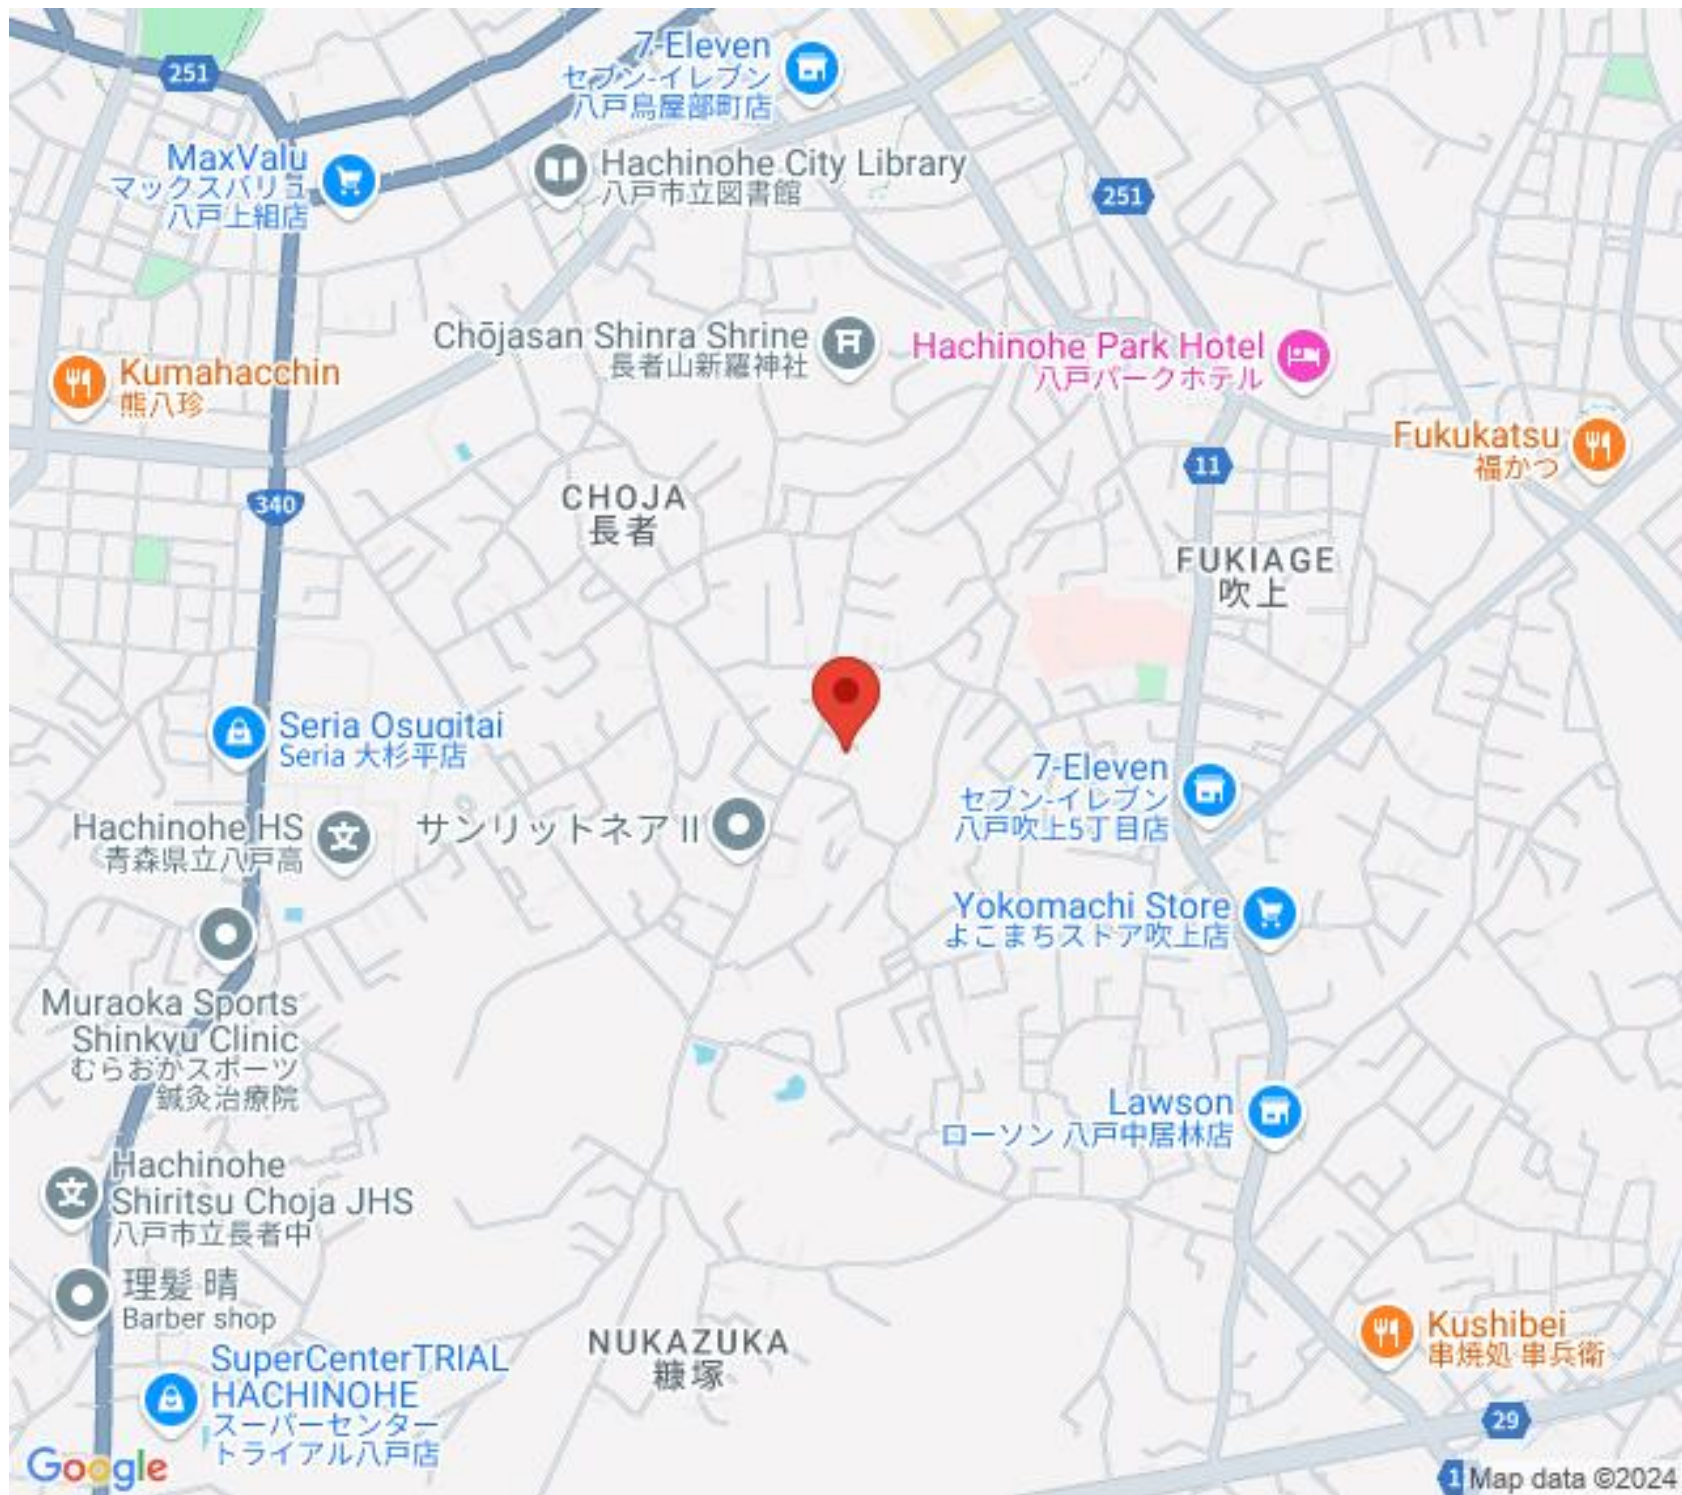 251
7-Eleven
セブン-イレブン
八戸鳥屋部町店
MaxValu
マックスバリュ
八戸上組店
Hachinohe City Library
八戸市立図書館
251
Chōjasan Shinra Shrine
長者山新羅神社
Hachinohe Park Hotel
八戸パークホテル
Kumahacchin
熊八珍
Fukukatsu
福かつ
11
340
CHOJA
長者
FUKIAGE
吹上
Seria Osugitai
Seria 大杉平店
7-Eleven
セブン-イレブン
八戸吹上5丁目店
Hachinohe HS
青森県立八戸高
サンリットネア II
Yokomachi Store
よこまちストア吹上店
Muraoka Sports
Shinkyu Clinic
むらおかスポーツ
鍼灸治療院
Lawson
ローソン 八戸中居林店
Hachinohe
Shiritsu Choja JHS
八戸市立長者中
理髪 晴
Barber shop
NUKAZUKA
糠塚
Kushibei
串焼処 串兵衛
SuperCenterTRIAL
HACHINOHE
スーパーセンター
トライアル八戸店
29
Google
1
Map data ©2024